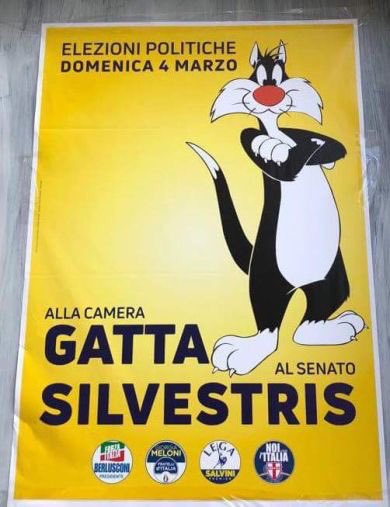 ELEZIONI POLITICHE
DOMENICA 4 MARZO
ALLA CAMERA
GATTA
AL SENATO
SILVESTRIS
FORZA
ITALIA
BERLUSCONI
PRESIDENTE
GIORGIA
MELONI
FRATELLI
d'ITALIA
LEGA
SALVINI
PREMIER
NOI
d'ITALIA